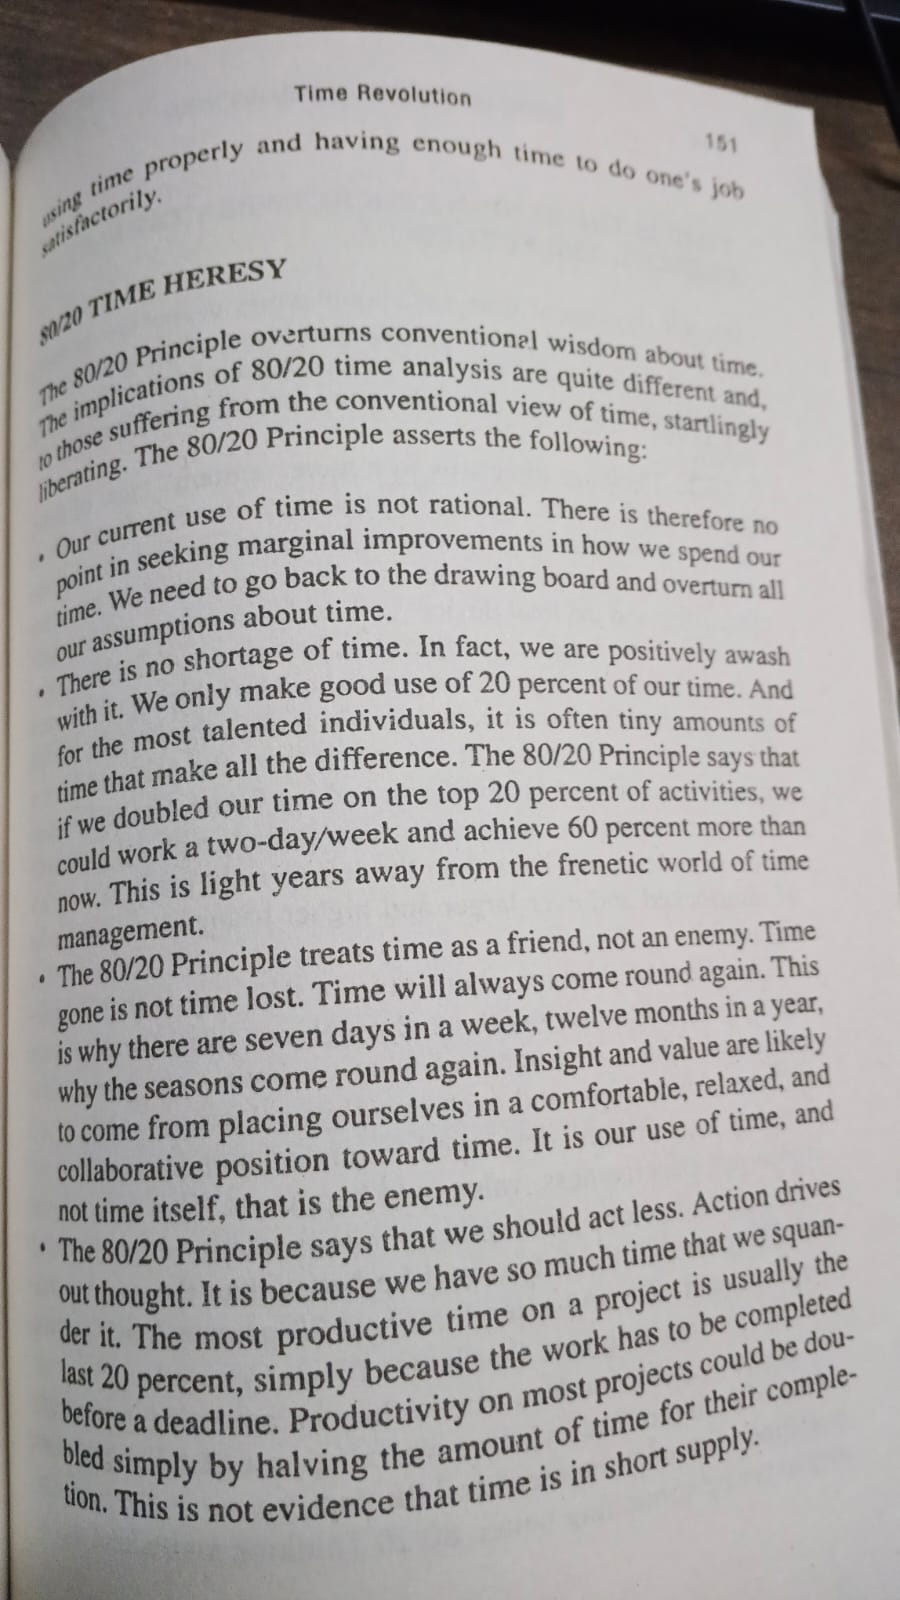 Time Revolution
151
using time properly and having enough time to do one's job
satisfactorily.
80/20 TIME HERESY
The 80/20 Principle overturns conventional wisdom about time.
The implications of 80/20 time analysis are quite different and,
to those suffering from the conventional view of time, startlingly
liberating. The 80/20 Principle asserts the following:
• Our current use of time is not rational. There is therefore no
point in seeking marginal improvements in how we spend our
time. We need to go back to the drawing board and overturn all
our assumptions about time.
• There is no shortage of time. In fact, we are positively awash
with it. We only make good use of 20 percent of our time. And
for the most talented individuals, it is often tiny amounts of
time that make all the difference. The 80/20 Principle says that
if we doubled our time on the top 20 percent of activities, we
could work a two-day/week and achieve 60 percent more than
now. This is light years away from the frenetic world of time
management.
• The 80/20 Principle treats time as a friend, not an enemy. Time
gone is not time lost. Time will always come round again. This
is why there are seven days in a week, twelve months in a year,
why the seasons come round again. Insight and value are likely
to come from placing ourselves in a comfortable, relaxed, and
collaborative position toward time. It is our use of time, and
not time itself, that is the enemy.
• The 80/20 Principle says that we should act less. Action drives
out thought. It is because we have so much time that we squan-
der it. The most productive time on a project is usually the
last 20 percent, simply because the work has to be completed
before a deadline. Productivity on most projects could be dou-
bled simply by halving the amount of time for their comple-
tion. This is not evidence that time is in short supply.